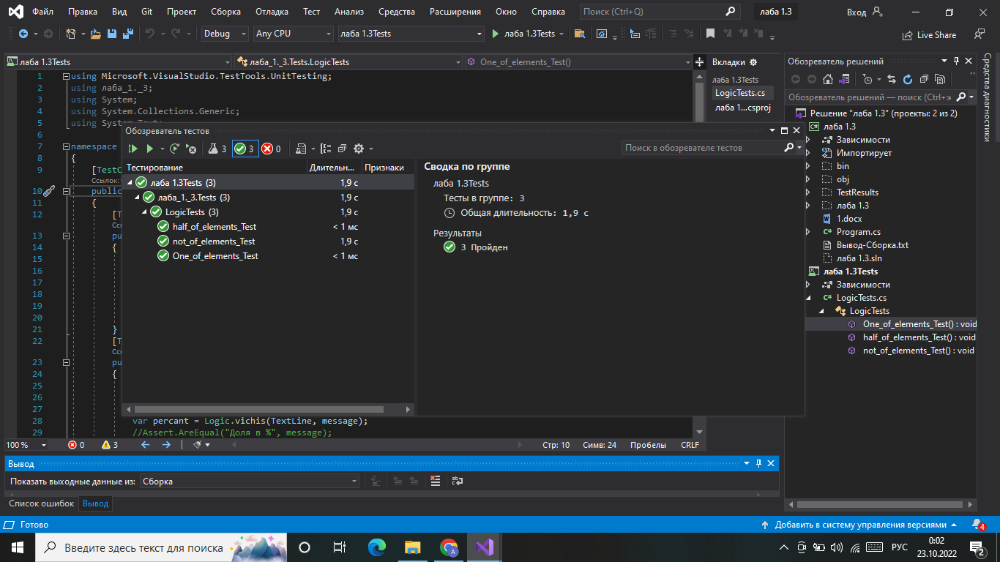 Файл Правка Вид Git Проект Сборка Отладка Тест Анализ Средства Расширения Окно Справка Поиск (Ctrl+Q) лаба 1.3 Вход
Debug Any CPU лаба 1.3Tests лаба 1.3Tests Live Share
лаба 1.3Tests лаба_1._3.Tests.LogicTests One_of_elements_Test()
1 using Microsoft.VisualStudio.TestTools.UnitTesting;
2 using лаба_1._3;
3 using System;
4 using System.Collections.Generic;
5 using System
6
7 namespace
8 {
9 [TestC
Ссылок:
10 public
11 {
12 [T
Сс
13 pu
14 {
15
16
17
18
19
20
21 }
22 [T
Сс
23 pu
24 {
25
26
27
28 var percant = Logic.vichis(TextLine, message);
29 //Assert.AreEqual("Доля в %", message);
Обозреватель тестов
3 3 0 Поиск в обозревателе тестов
Тестирование Длительн... Признаки
лаба 1.3Tests (3) 1,9 с
лаба_1._3.Tests (3) 1,9 с
LogicTests (3) 1,9 с
half_of_elements_Test < 1 мс
not_of_elements_Test 1,9 с
One_of_elements_Test < 1 мс
Сводка по группе
лаба 1.3Tests
Тесты в группе: 3
Общая длительность: 1,9 с
Результаты
3 Пройден
Вкладки
лаба 1.3Tests
LogicTests.cs
лаба 1...csproj
Обозреватель решений
Обозреватель решений — поиск (Ctrl+ж
Решение "лаба 1.3" (проекты: 2 из 2)
лаба 1.3
Зависимости
Импортирует
bin
obj
TestResults
лаба 1.3
1.docx
Program.cs
Вывод-Сборка.txt
лаба 1.3.sln
лаба 1.3Tests
Зависимости
LogicTests.cs
LogicTests
One_of_elements_Test() : void
half_of_elements_Test() : void
not_of_elements_Test() : void
Средства диагностики
100 % 0 3 Стр: 10 Симв: 24 Пробелы CRLF
Вывод
Показать выходные данные из: Сборка
Список ошибок Вывод
Готово Добавить в систему управления версиями 4
Введите здесь текст для поиска РУС 0:02
23.10.2022 2